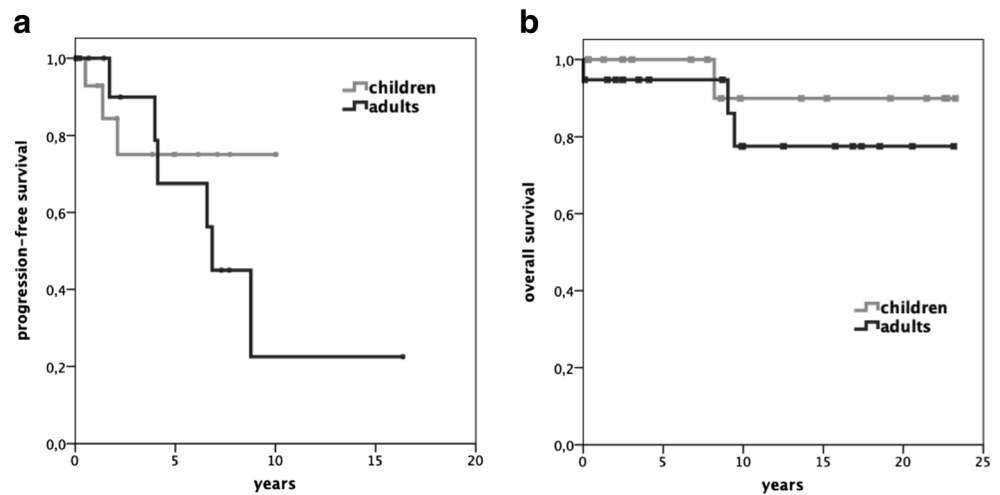 a
progression-free survival
1,0
0,8
0,6
0,4
0,2
0,0
0
5
10
15
20
years
children
adults
b
overall survival
1,0
0,8
0,6
0,4
0,2
0,0
0
5
10
15
20
25
years
children
adults